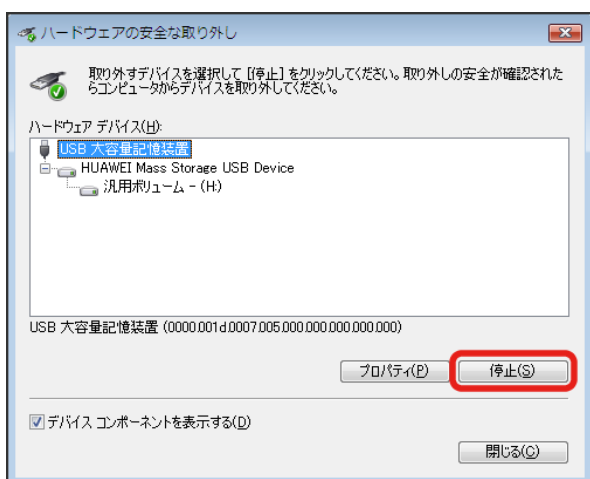 ハードウェアの安全な取り外し
取り外すデバイスを選択して [停止] をクリックしてください。取り外しの安全が確認された
らコンピュータからデバイスを取り外してください。
ハードウェア デバイス(H):
USB 大容量記憶装置
HUAWEI Mass Storage USB Device
汎用ボリューム - (H:)
USB 大容量記憶装置 (0000.001d.0007.005.000.000.000.000.000)
プロパティ(P)
停止(S)
デバイス コンポーネントを表示する(D)
閉じる(C)